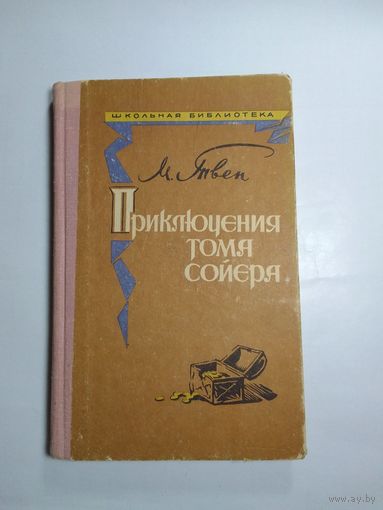 ШКОЛЬНАЯ БИБЛИОТЕКА
М. Твен
ПРИКЛЮЧЕНИЯ
ТОМА
СОЙЕРА
www.ay.by